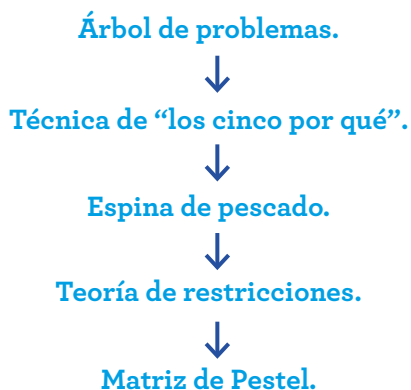 Árbol de problemas.
Técnica de “los cinco por qué”.
Espina de pescado.
Teoría de restricciones.
Matriz de Pestel.